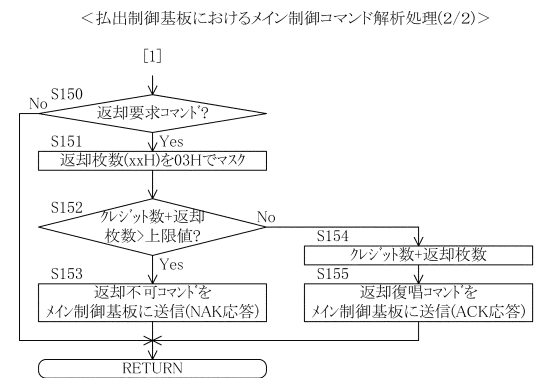 ＜払出制御基板におけるメイン制御コマンド解析処理(2/2)＞
[1]
S150
No
返却要求コマンド?
Yes
S151
返却枚数(xxH)を03Hでマスク
S152
クレジット数+返却
枚数>上限値?
No
Yes
S154
クレジット数+返却枚数
S153
返却不可コマンドを
メイン制御基板に送信(NAK応答)
S155
返却復唱コマンドを
メイン制御基板に送信(ACK応答)
RETURN